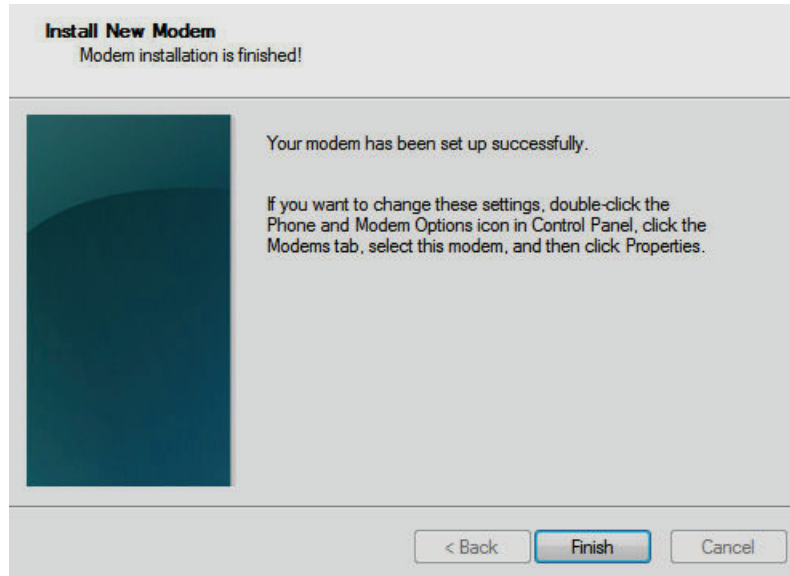 Install New Modem
Modem installation is finished!
Your modem has been set up successfully.
If you want to change these settings, double-click the
Phone and Modem Options icon in Control Panel, click the
Modems tab, select this modem, and then click Properties.
< Back
Finish
Cancel